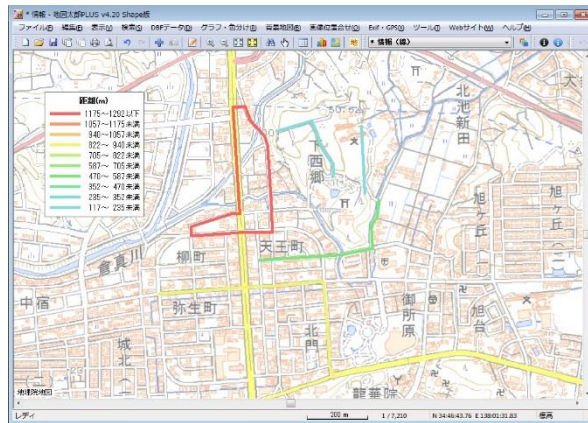 * 情報 - 地図太郎PLUS v4.20 Shape版
ファイル(F) 編集(E) 表示(V) 検索(S) DBFデータ(D) グラフ・色分け(G) 背景地図(B) 画像位置合せ(I) Exif・GPS(G) ツール(T) Webサイト(W) ヘルプ(H)
* 情報 (線)
距離(m)
1175～1292以下
1057～1175未満
940～1057未満
822～ 940未満
705～ 822未満
587～ 705未満
470～ 587未満
352～ 470未満
235～ 352未満
117～ 235未満
下西郷
北池新田
大
旭ヶ丘(二)
旭ヶ丘(一)
倉真川
柳町
天王町
中宿
弥生町
御所原
旭台
城北(二)
北門
龍華院
地理院地図
レディ
200 m
1 / 7,210
N 34:46:43.76 E 138:01:31.83
標高